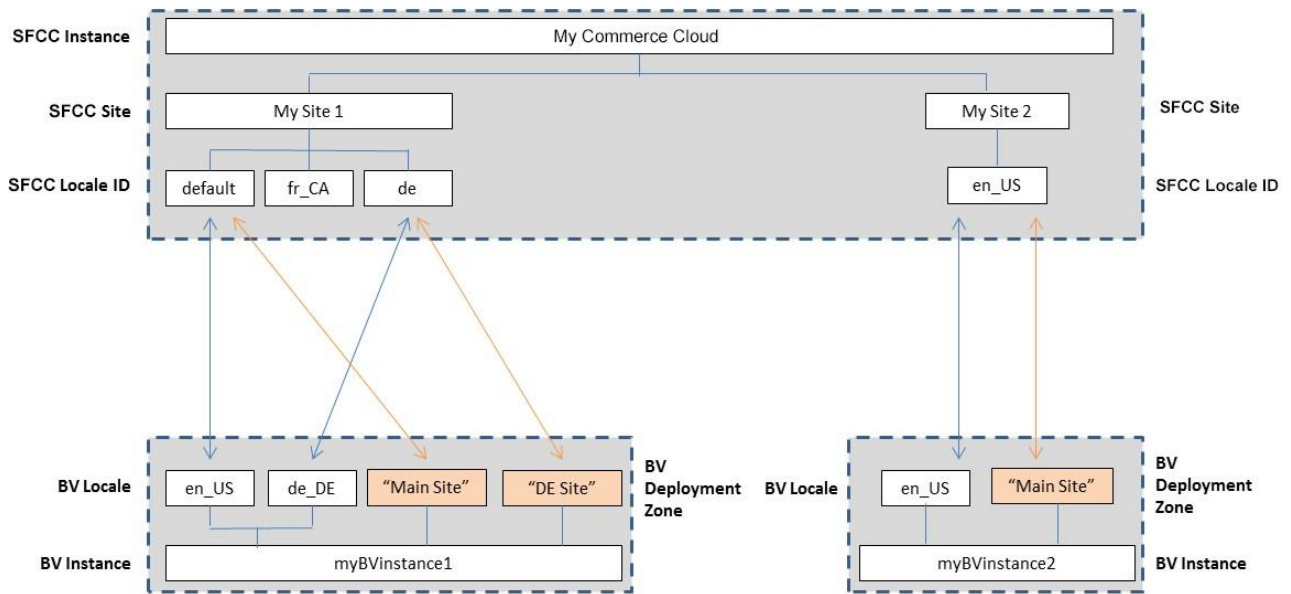 SFCC Instance
My Commerce Cloud
SFCC Site
My Site 1
My Site 2
SFCC Site
SFCC Locale ID
default
fr_CA
de
en_US
SFCC Locale ID
BV Locale
en_US
de_DE
“Main Site”
“DE Site”
BV
Deployment
Zone
BV Locale
en_US
“Main Site”
BV
Deployment
Zone
BV Instance
myBVinstance1
myBVinstance2
BV Instance